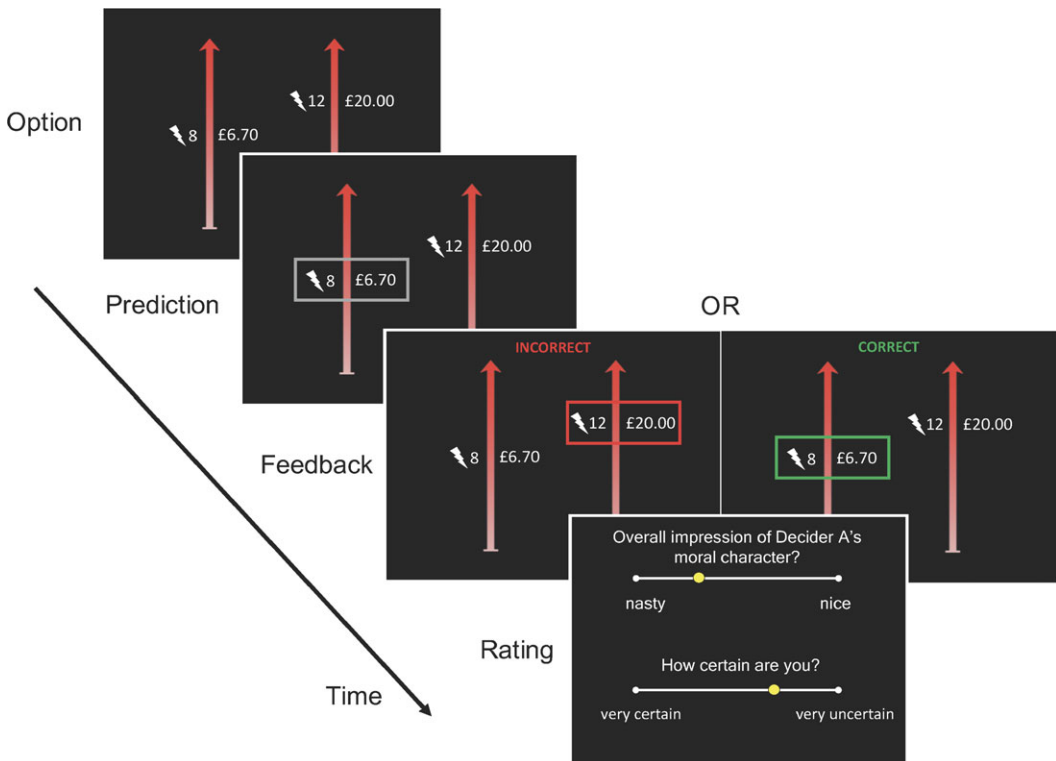 Option
12 £20.00
8 £6.70
Prediction
12 £20.00
8 £6.70
OR
Feedback
INCORRECT
12 £20.00
8 £6.70
CORRECT
12 £20.00
8 £6.70
Rating
Overall impression of Decider A's
moral character?
nasty nice
How certain are you?
very certain very uncertain
Time